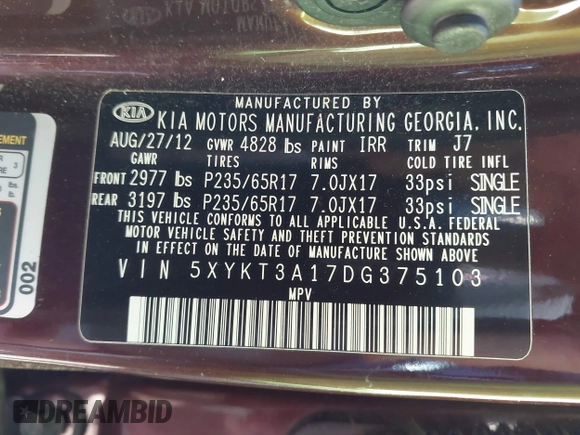 MANUFACTURED BY
KIA KIA MOTORS MANUFACTURING GEORGIA, INC.
AUG/27/12 GVWR 4828 lbs PAINT IRR TRIM J7
GAWR TIRES RIMS COLD TIRE INFL
FRONT 2977 lbs P235/65R17 7.0JX17 33psi SINGLE
REAR 3197 lbs P235/65R17 7.0JX17 33psi SINGLE
THIS VEHICLE CONFORMS TO ALL APPLICABLE U.S.A. FEDERAL
MOTOR VEHICLE SAFETY AND THEFT PREVENTION STANDARDS
IN EFFECT ON THE DATE OF MANUFACTURE SHOWN ABOVE.
VIN 5XYKT3A17DG375103
MPV
EMENT
3
002
DREAMBID